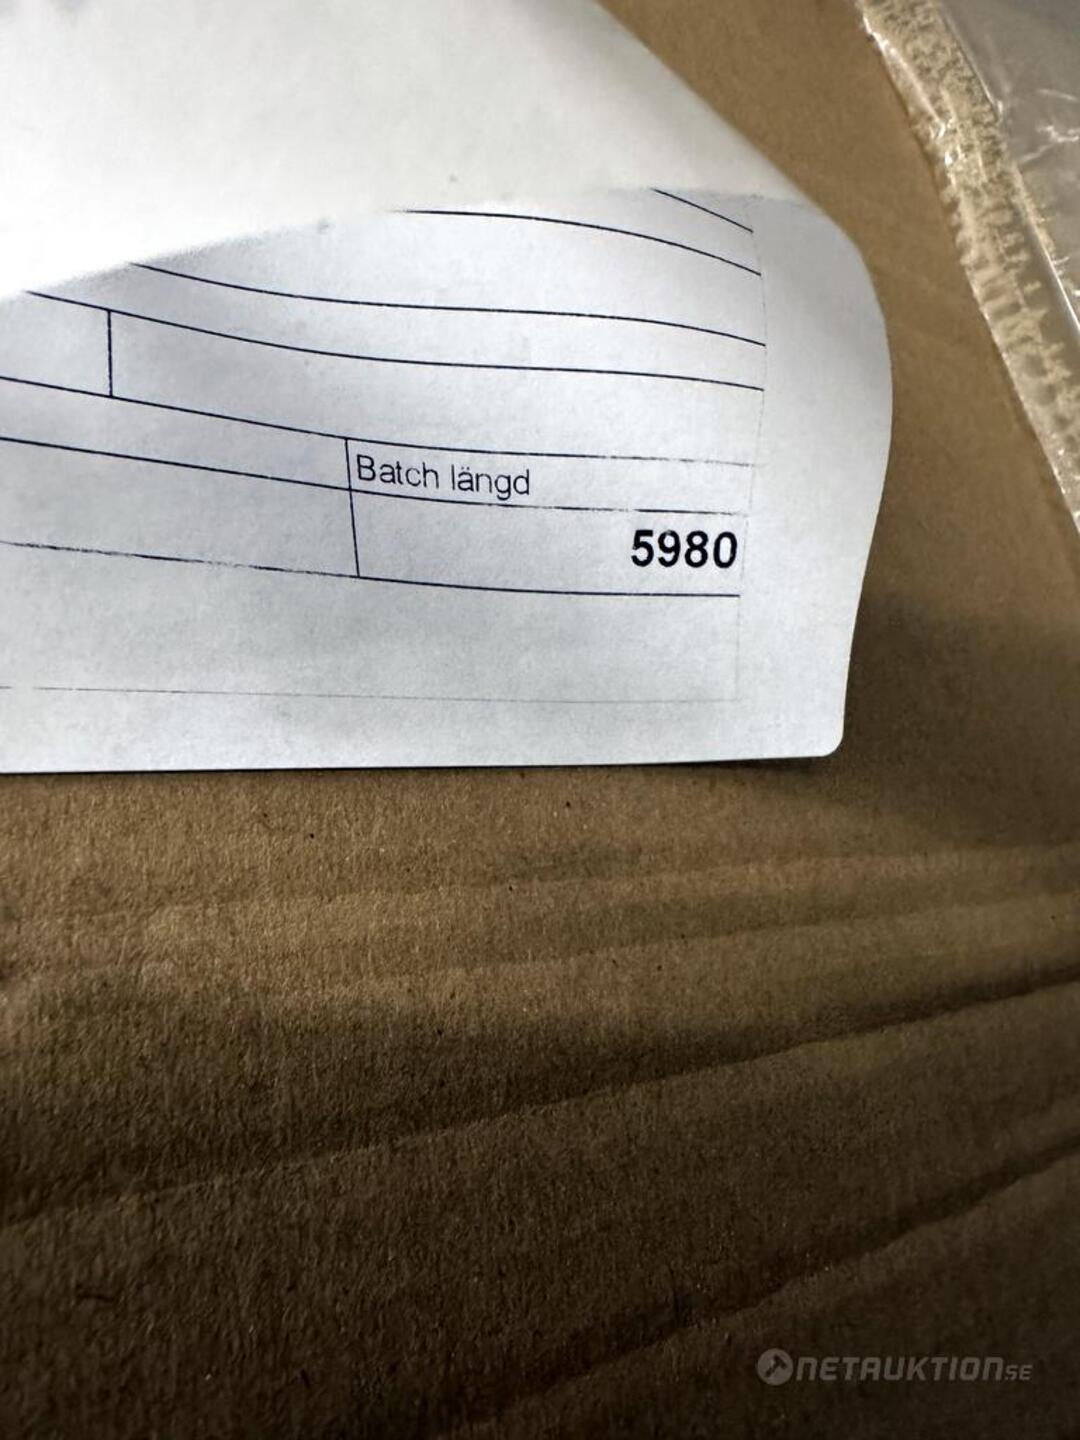 Batch längd
5980
NETAUKTION.SE